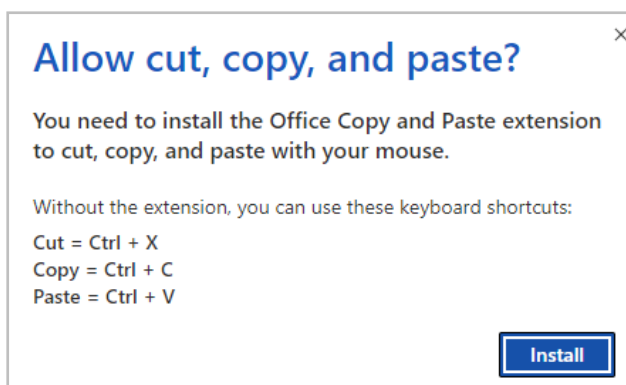 Allow cut, copy, and paste?
You need to install the Office Copy and Paste extension
to cut, copy, and paste with your mouse.
Without the extension, you can use these keyboard shortcuts:
Cut = Ctrl + X
Copy = Ctrl + C
Paste = Ctrl + V
Install